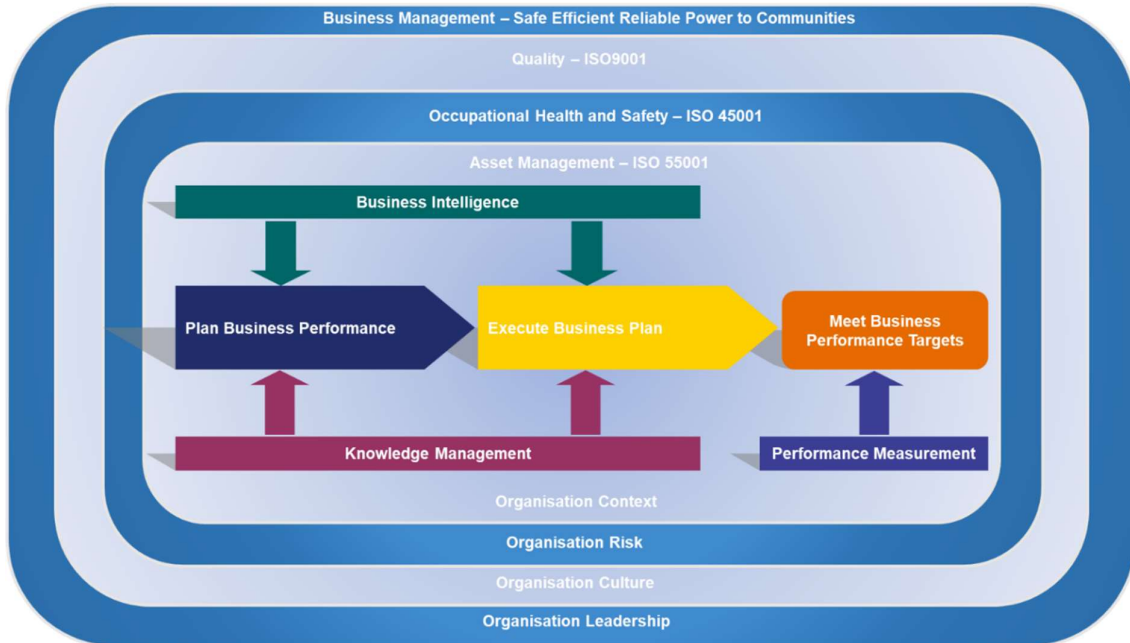 Business Management – Safe Efficient Reliable Power to Communities
Quality – ISO9001
Occupational Health and Safety – ISO 45001
Asset Management – ISO 55001
Business Intelligence
Plan Business Performance
Execute Business Plan
Meet Business
Performance Targets
Knowledge Management
Performance Measurement
Organisation Context
Organisation Risk
Organisation Culture
Organisation Leadership